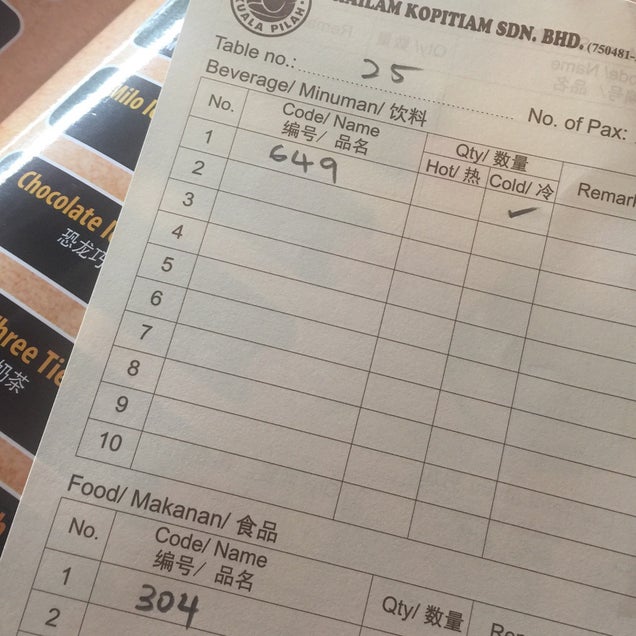 KUALA PILAH
HAILAM KOPITIAM SDN. BHD. (750481-
Table no.: 25
No. of Pax:
Beverage/ Minuman/ 饮料
No. Code/ Name 编号/ 品名 Qty/ 数量 Hot/ 热 Cold/ 冷 Remar
1 649 ✓
2
3
4
5
6
7
8
9
10
Food/ Makanan/ 食品
No. Code/ Name 编号/ 品名 Qty/ 数量
1 304
2
Milo
Chocolate
恐龙巧
Three Tie
奶茶